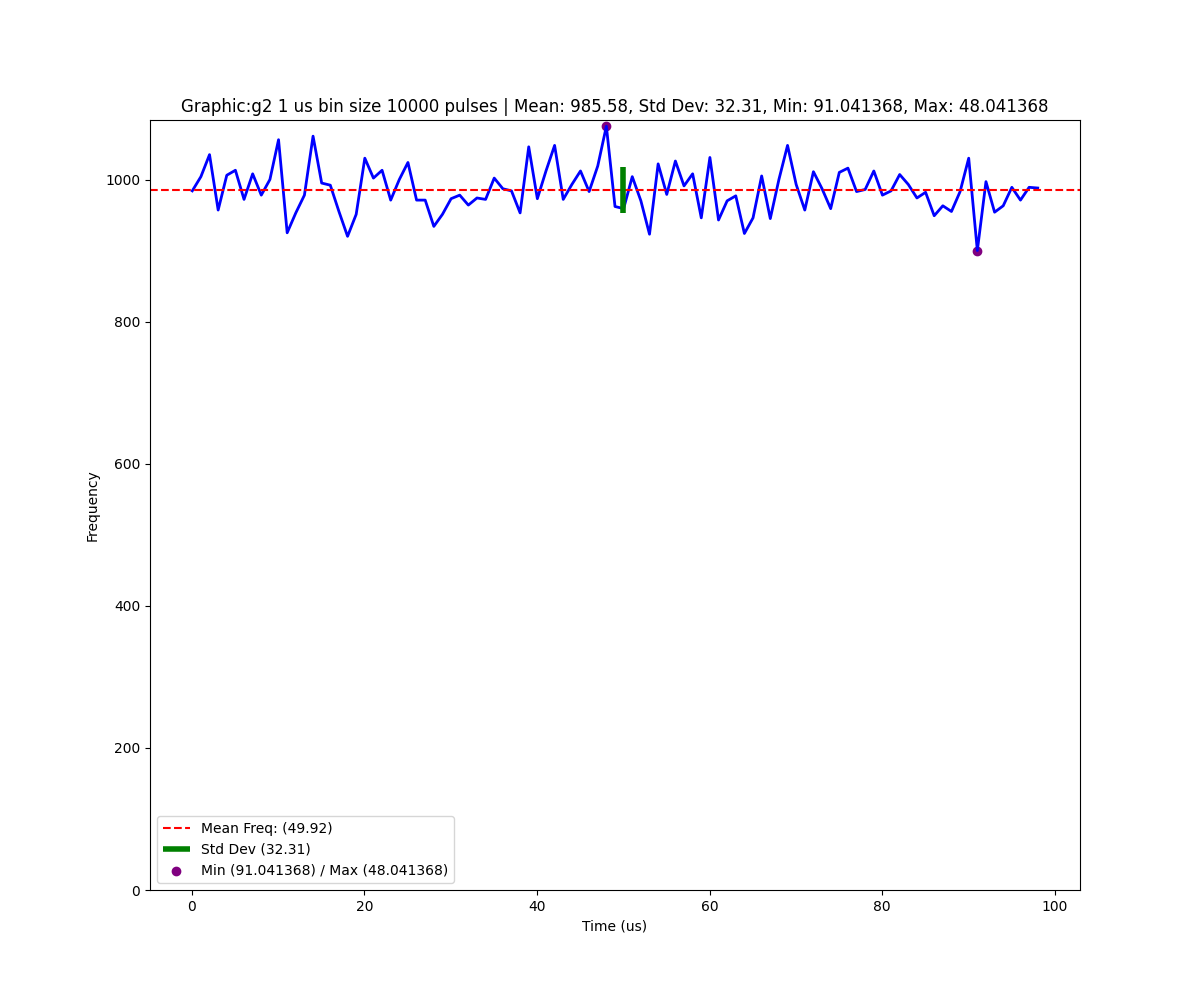 Graphic:g2 1 us bin size 10000 pulses | Mean: 985.58, Std Dev: 32.31, Min: 91.041368, Max: 48.041368
1000
800
600
400
200
0
Frequency
Mean Freq: (49.92)
Std Dev (32.31)
Min (91.041368) / Max (48.041368)
0 20 40 60 80 100
Time (us)